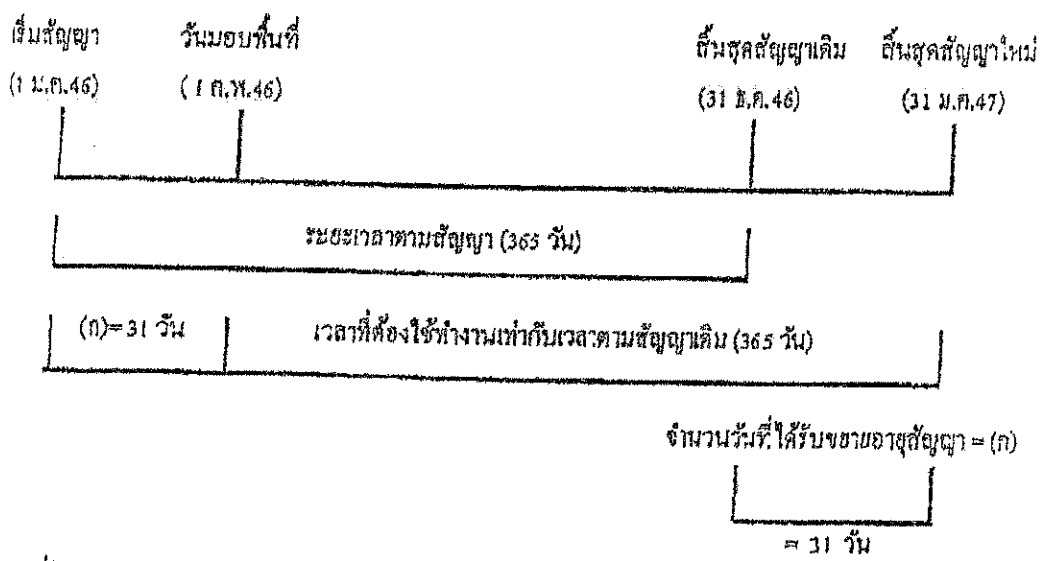 เริ่มสัญญา วันมอบพื้นที่ สิ้นสุดสัญญาเดิม สิ้นสุดสัญญาใหม่
(1 ม.ค.46) (1 ก.พ.46) (31 ธ.ค.46) (31 ม.ค.47)
ระยะเวลาตามสัญญา (365 วัน)
(ก)= 31 วัน เวลาที่ต้องใช้ทำงานเท่ากับเวลาตามสัญญาเดิม (365 วัน)
จำนวนวันที่ได้รับขยายอายุสัญญา = (ก)
= 31 วัน